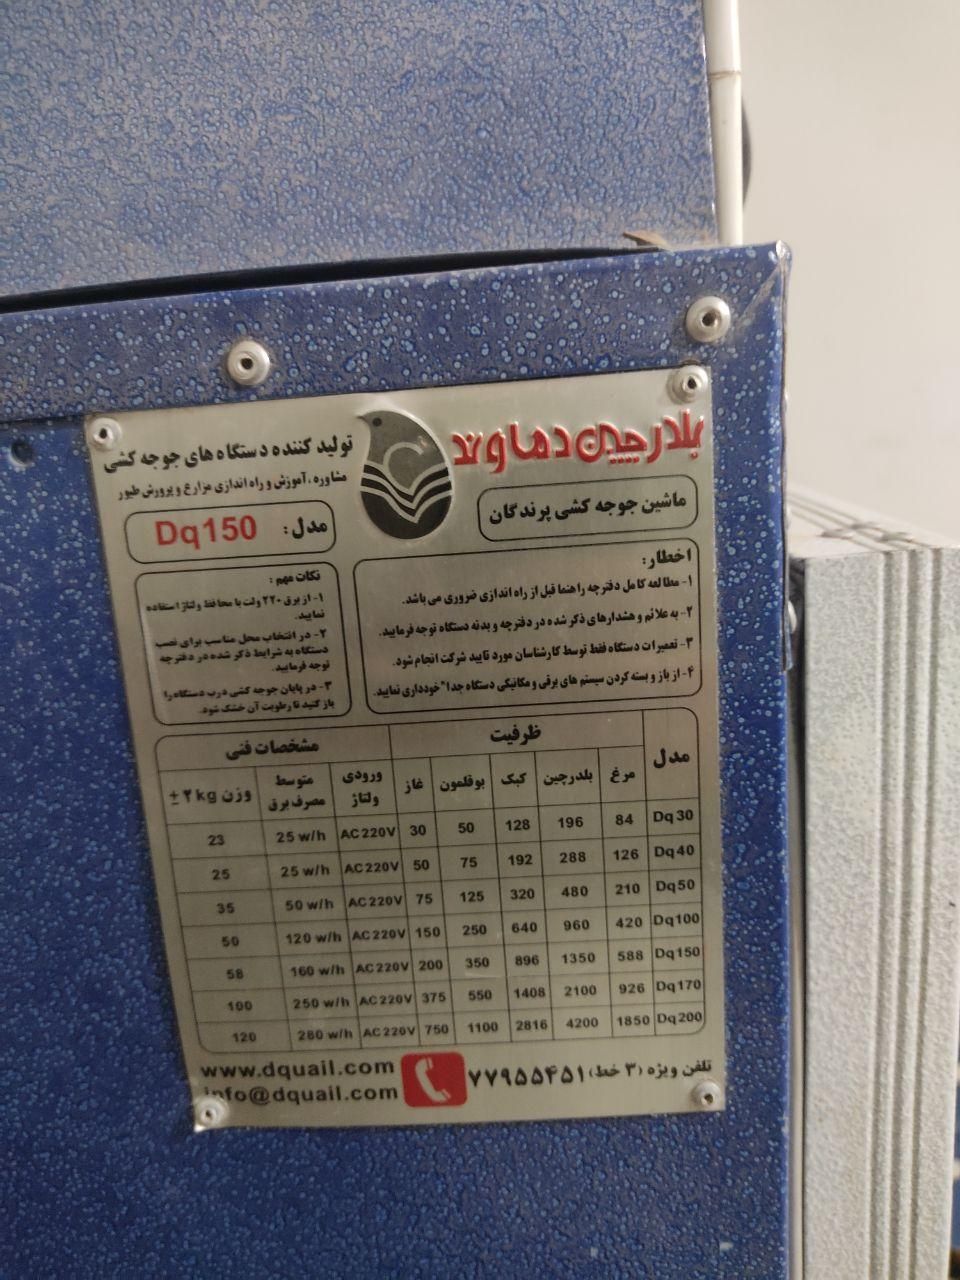 بلدرچین دماوند
تولید کننده دستگاه های جوجه کشی
مشاوره، آموزش و راه اندازی مزارع و پرورش طیور
ماشین جوجه کشی پرندگان
مدل: Dq150
اخطار:
۱- مطالعه کامل دفترچه راهنما قبل از راه اندازی ضروری می باشد.
۲- به علائم و هشدارهای ذکر شده در دفترچه و بدنه دستگاه توجه فرمایید.
۳- تعمیرات دستگاه فقط توسط کارشناسان مورد تایید شرکت انجام شود.
۴- از باز و بسته کردن سیستم های برقی و مکانیکی دستگاه جدا" خودداری نمایید.
نکات مهم:
۱- از برق ۲۲۰ ولت با محافظ ولتاژ استفاده
نمایید.
۲- در انتخاب محل مناسب برای نصب
دستگاه به شرایط ذکر شده در دفترچه
توجه فرمایید.
۳- در پایان جوجه کشی درب دستگاه را
باز کنید تا رطوبت آن خشک شود.
مدل ظرفیت مشخصات فنی
مرغ بلدرچین کبک بوقلمون غاز ورودی ولتاژ متوسط مصرف برق وزن ۲kg ±
Dq30 84 196 128 50 30 AC220V 25 w/h 23
Dq40 126 288 192 75 50 AC220V 25 w/h 25
Dq50 210 480 320 125 75 AC220V 50 w/h 35
Dq100 420 960 640 250 150 AC220V 120 w/h 50
Dq150 588 1350 896 350 200 AC220V 160 w/h 58
Dq170 926 2100 1408 550 375 AC220V 250 w/h 100
Dq200 1850 4200 2816 1100 750 AC220V 280 w/h 120
تلفن ویژه (۳ خط) ۷۷۹۵۵۴۵۱
www.dquail.com
info@dquail.com